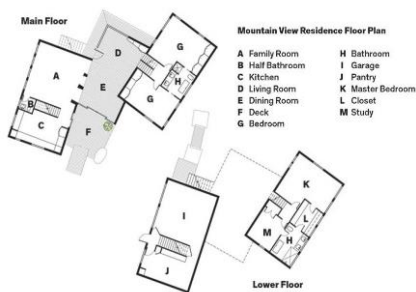 Main Floor
Mountain View Residence Floor Plan
A Family Room
B Half Bathroom
C Kitchen
D Living Room
E Dining Room
F Deck
G Bedroom
H Bathroom
I Garage
J Pantry
K Master Bedroom
L Closet
M Study
D
G
A
H
E
G
B
C
F
K
I
L
M
H
J
Lower Floor